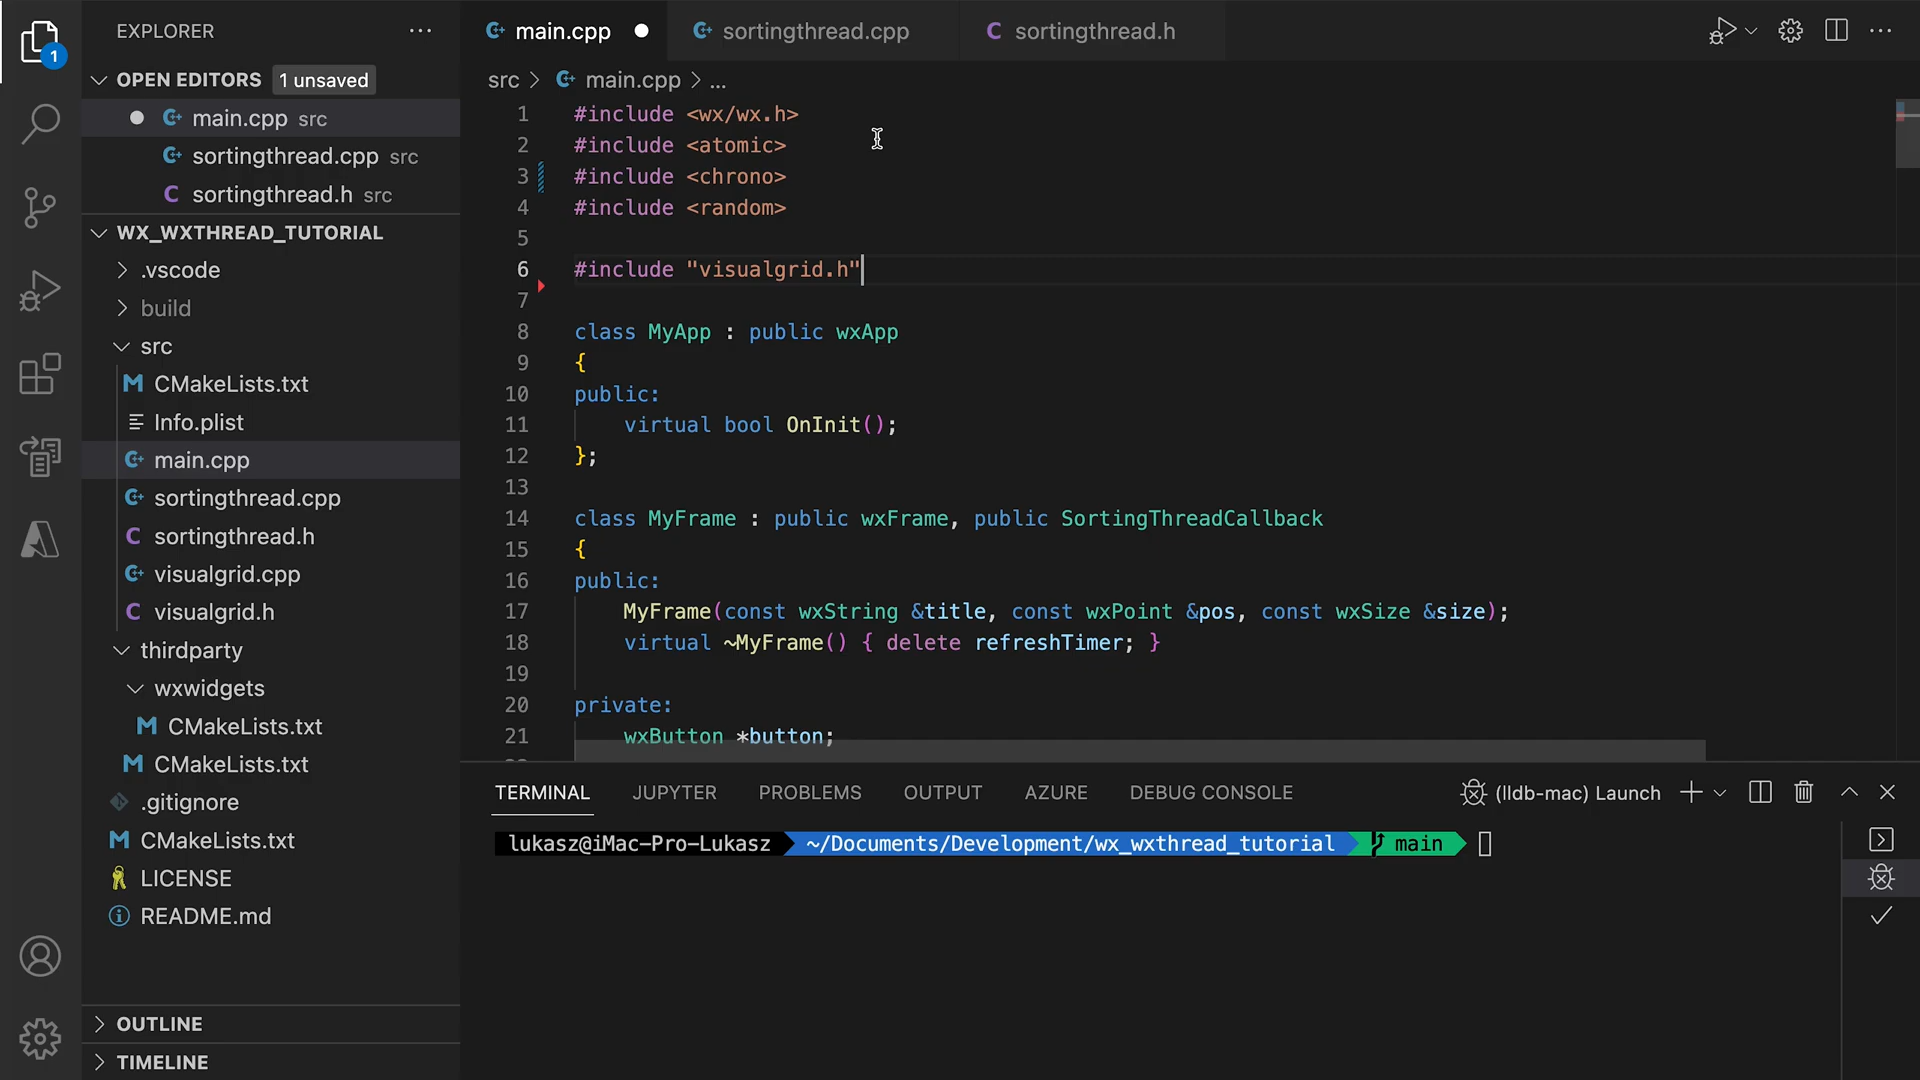 EXPLORER
OPEN EDITORS 1 unsaved
main.cpp src
sortingthread.cpp src
sortingthread.h src
WX_WXTHREAD_TUTORIAL
.vscode
build
src
CMakeLists.txt
Info.plist
main.cpp
sortingthread.cpp
sortingthread.h
visualgrid.cpp
visualgrid.h
thirdparty
wxwidgets
CMakeLists.txt
CMakeLists.txt
.gitignore
CMakeLists.txt
LICENSE
README.md
OUTLINE
TIMELINE
1
main.cpp sortingthread.cpp sortingthread.h
src > main.cpp > ...
1 #include <wx/wx.h>
2 #include <atomic>
3 #include <chrono>
4 #include <random>
5
6 #include "visualgrid.h"
7
8 class MyApp : public wxApp
9 {
10 public:
11 virtual bool OnInit();
12 };
13
14 class MyFrame : public wxFrame, public SortingThreadCallback
15 {
16 public:
17 MyFrame(const wxString &title, const wxPoint &pos, const wxSize &size);
18 virtual ~MyFrame() { delete refreshTimer; }
19
20 private:
21 wxButton *button;
TERMINAL JUPYTER PROBLEMS OUTPUT AZURE DEBUG CONSOLE (lldb-mac) Launch
lukasz@iMac-Pro-Lukasz ~/Documents/Development/wx_wxthread_tutorial main